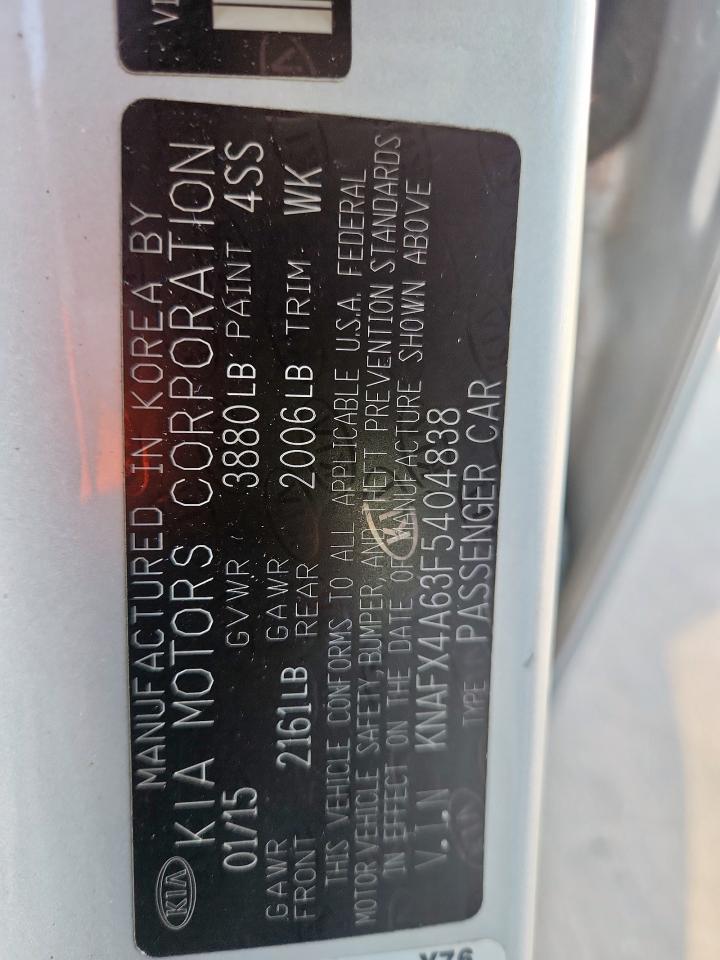 VI
KIA
MANUFACTURED IN KOREA BY
KIA MOTORS CORPORATION
01/15 GVWR 3880LB PAINT 4SS
GAWR FRONT 2161LB GAWR REAR 2006LB TRIM WK
THIS VEHICLE CONFORMS TO ALL APPLICABLE U.S.A. FEDERAL
MOTOR VEHICLE SAFETY, BUMPER, AND THEFT PREVENTION STANDARDS
IN EFFECT ON THE DATE OF MANUFACTURE SHOWN ABOVE
V.I.N KNAFX4A63F5404838
TYPE PASSENGER CAR